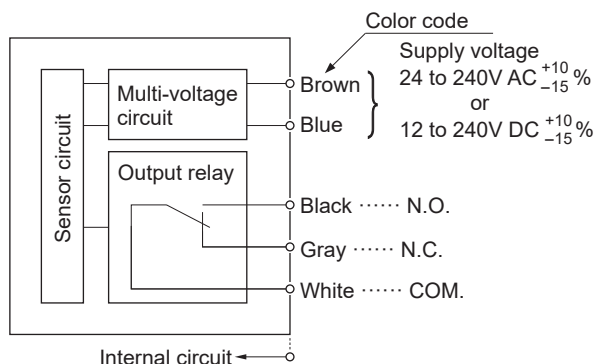 Color code
Supply voltage
24 to 240V AC +10 −15 %
or
12 to 240V DC +10 −15 %
Brown
Blue
Multi-voltage
circuit
Sensor circuit
Output relay
Black ······ N.O.
Gray ······ N.C.
White ······ COM.
Internal circuit